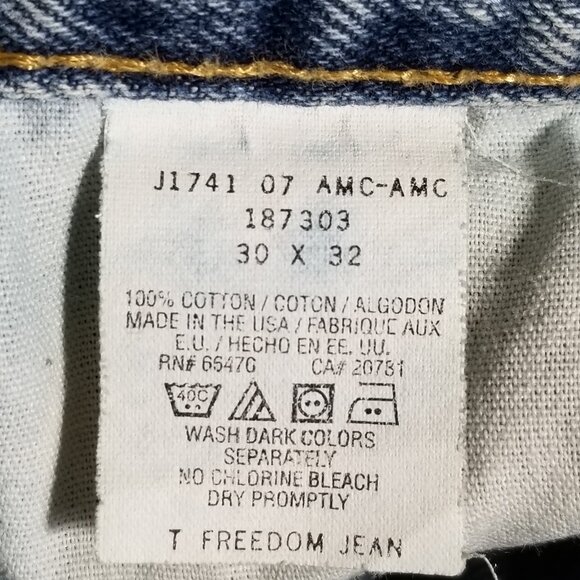 J1741 07 AMC-AMC
187303
30 X 32
100% COTTON / COTON / ALGODON
MADE IN THE USA / FABRIQUE AUX
E.U. / HECHO EN EE. UU.
RN# 66470 CA# 20781
40C
WASH DARK COLORS
SEPARATELY
NO CHLORINE BLEACH
DRY PROMPTLY
T FREEDOM JEAN